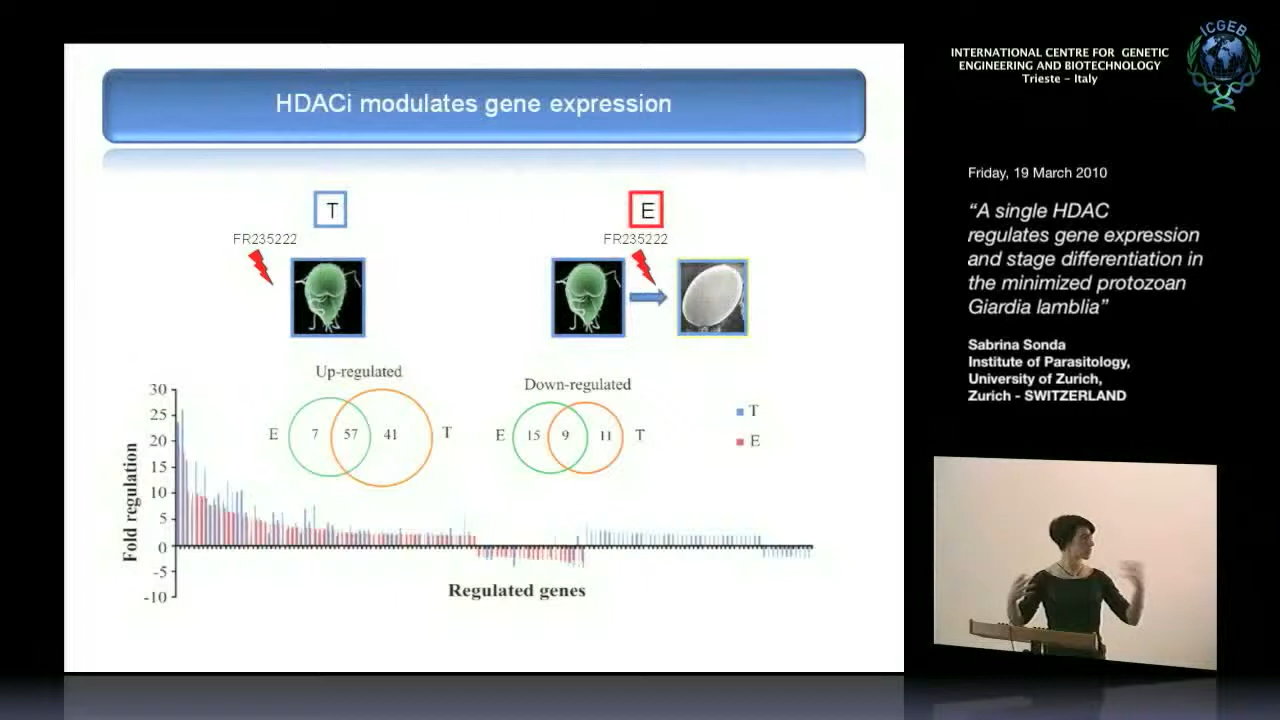 HDACi modulates gene expression
T
E
FR235222
FR235222
Up-regulated
E 7 57 41 T
Down-regulated
E 15 9 11 T
T
E
30
25
20
15
10
5
0
-5
-10
Fold regulation
Regulated genes
ICGEB
INTERNATIONAL CENTRE FOR GENETIC
ENGINEERING AND BIOTECHNOLOGY
Trieste - Italy
Friday, 19 March 2010
“A single HDAC
regulates gene expression
and stage differentiation in
the minimized protozoan
Giardia lamblia”
Sabrina Sonda
Institute of Parasitology,
University of Zurich,
Zurich - SWITZERLAND